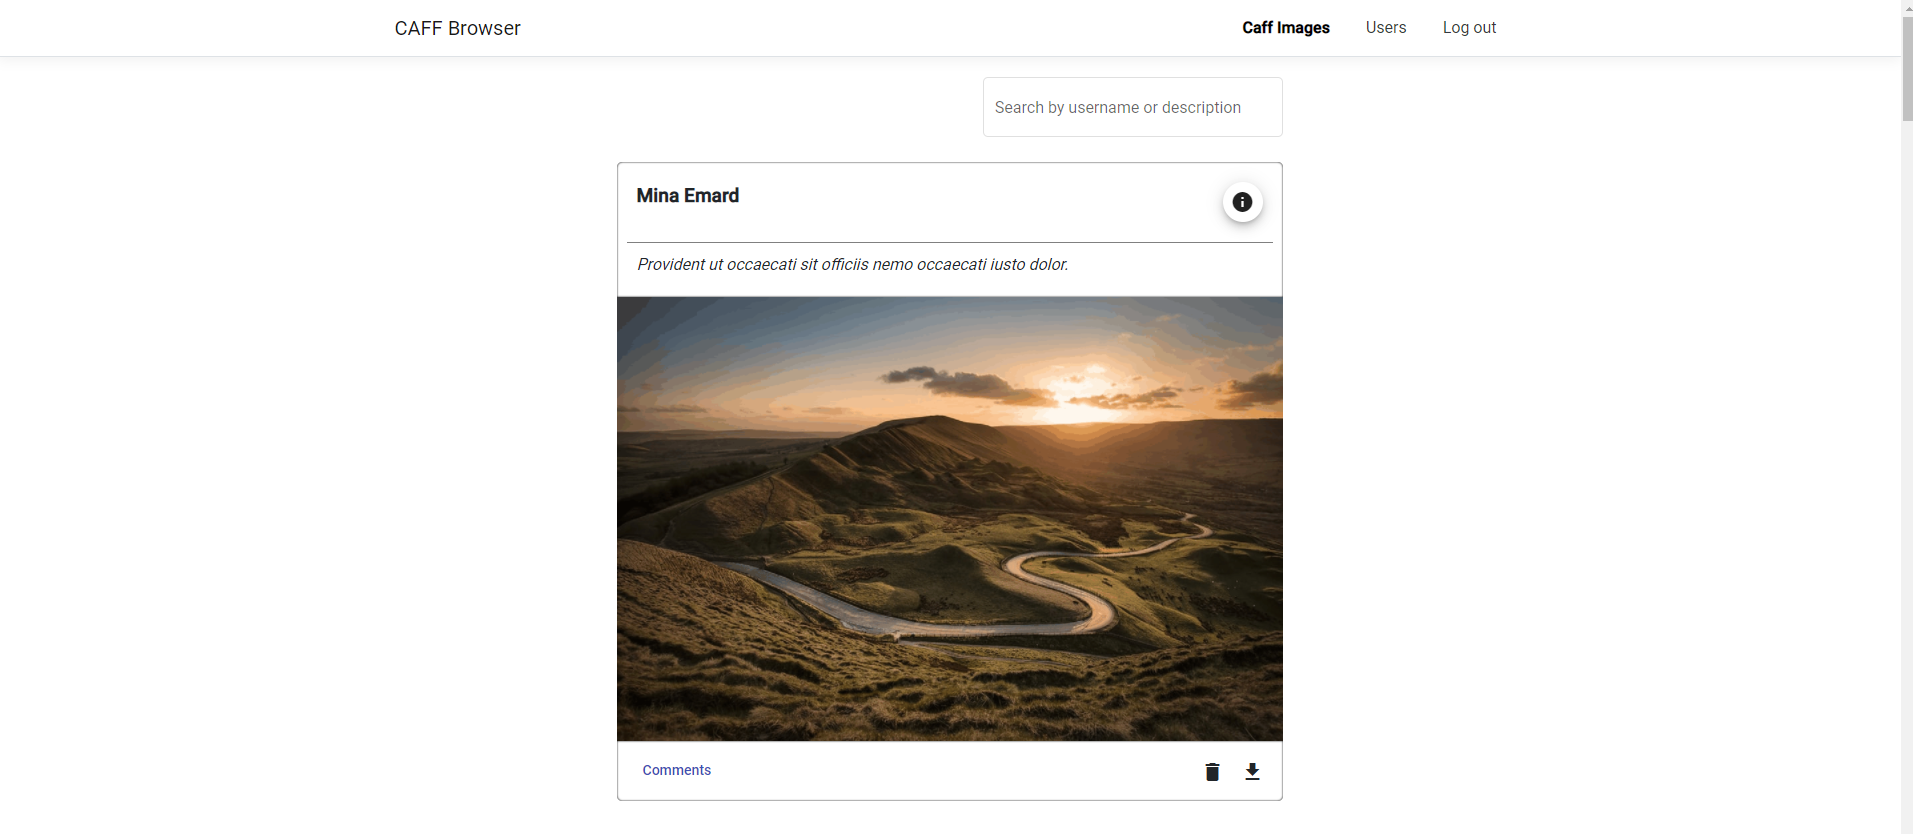 CAFF Browser
Caff Images
Users
Log out
Search by username or description
Mina Emard
Provident ut occaecati sit officiis nemo occaecati iusto dolor.
Comments